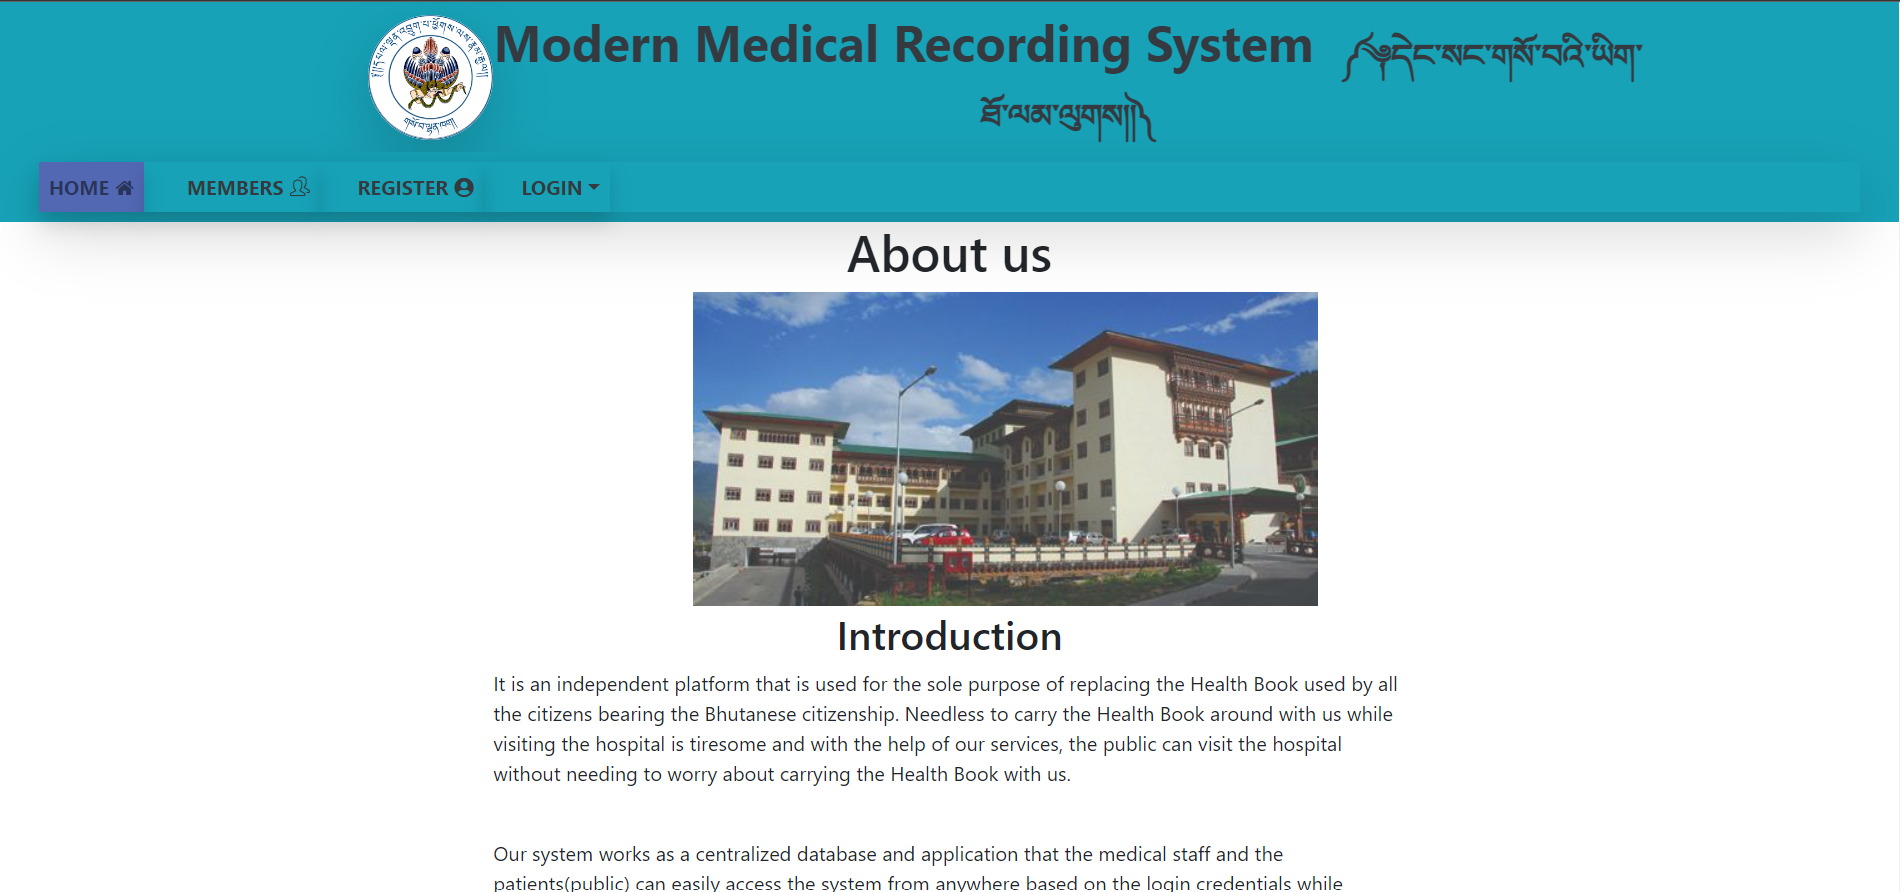 Modern Medical Recording System ༼༆དེང་སང་གསོ་བའི་ཡིག་
ཐོ་ལམ་ལུགས།།༽
གསོ་བ་ལྷན་ཁག།
HOME MEMBERS REGISTER LOGIN
About us
Introduction
It is an independent platform that is used for the sole purpose of replacing the Health Book used by all
the citizens bearing the Bhutanese citizenship. Needless to carry the Health Book around with us while
visiting the hospital is tiresome and with the help of our services, the public can visit the hospital
without needing to worry about carrying the Health Book with us.
Our system works as a centralized database and application that the medical staff and the
patients(public) can easily access the system from anywhere based on the login credentials while